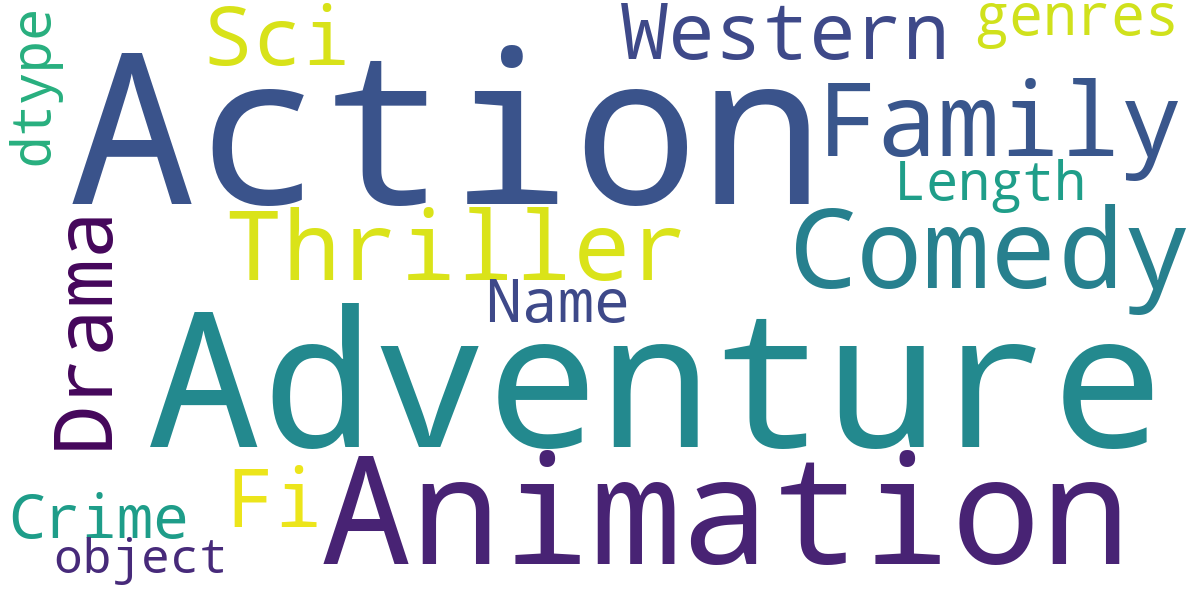 dtype
Sci
Western
genres
Action
Family
Length
Drama
Thriller
Comedy
Name
Adventure
Crime
Fi
Animation
object